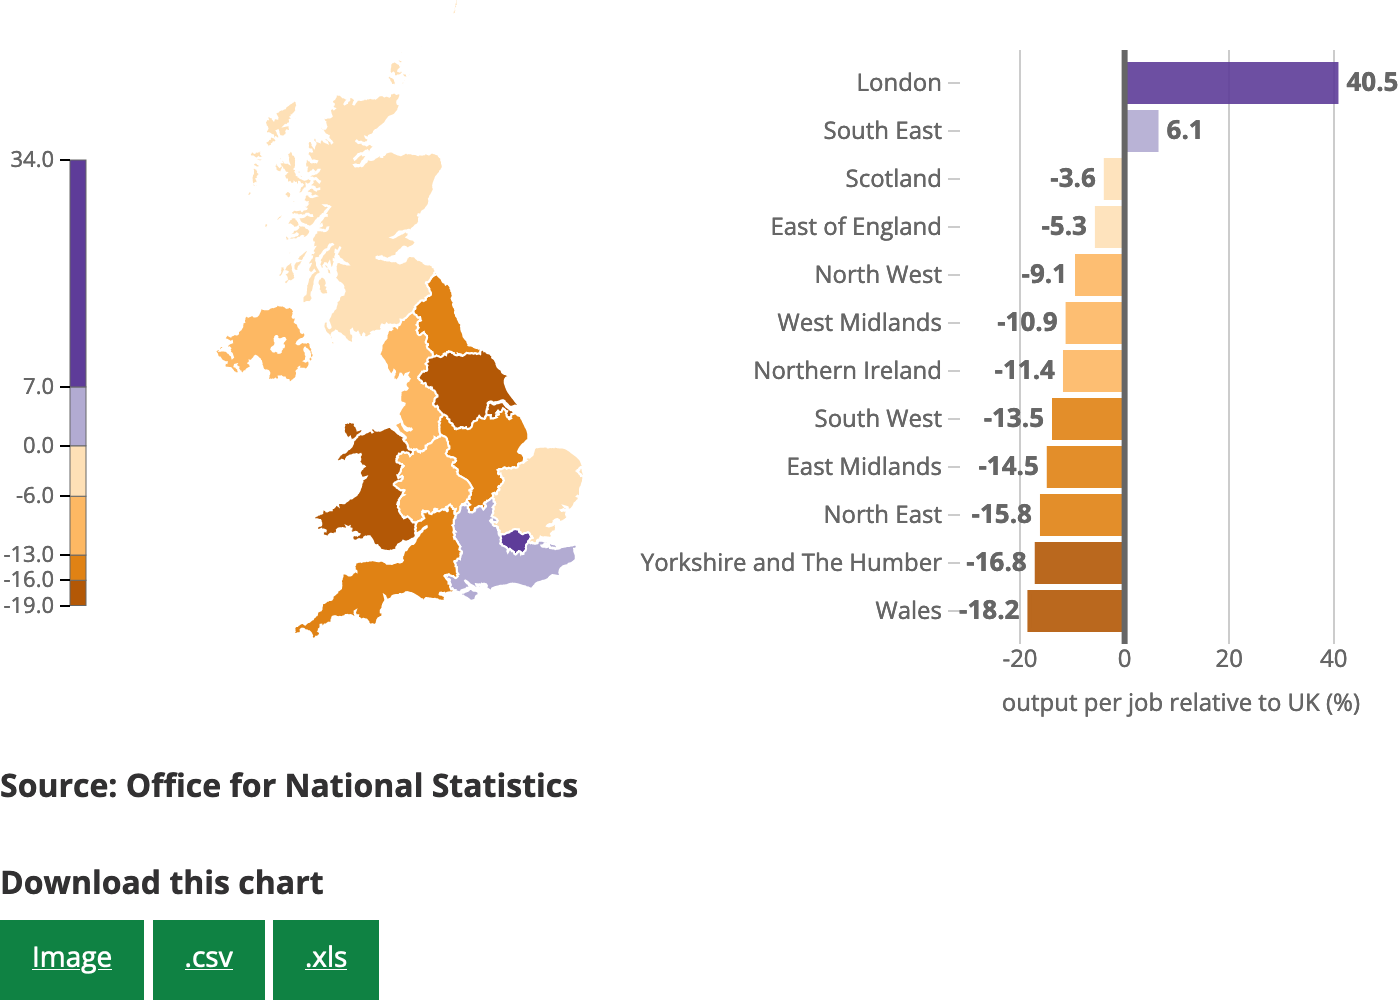 34.0
7.0
0.0
-6.0
-13.0
-16.0
-19.0
London 40.5
South East 6.1
Scotland -3.6
East of England -5.3
North West -9.1
West Midlands -10.9
Northern Ireland -11.4
South West -13.5
East Midlands -14.5
North East -15.8
Yorkshire and The Humber -16.8
Wales -18.2
-20 0 20 40
output per job relative to UK (%)
Source: Office for National Statistics
Download this chart
Image .csv .xls